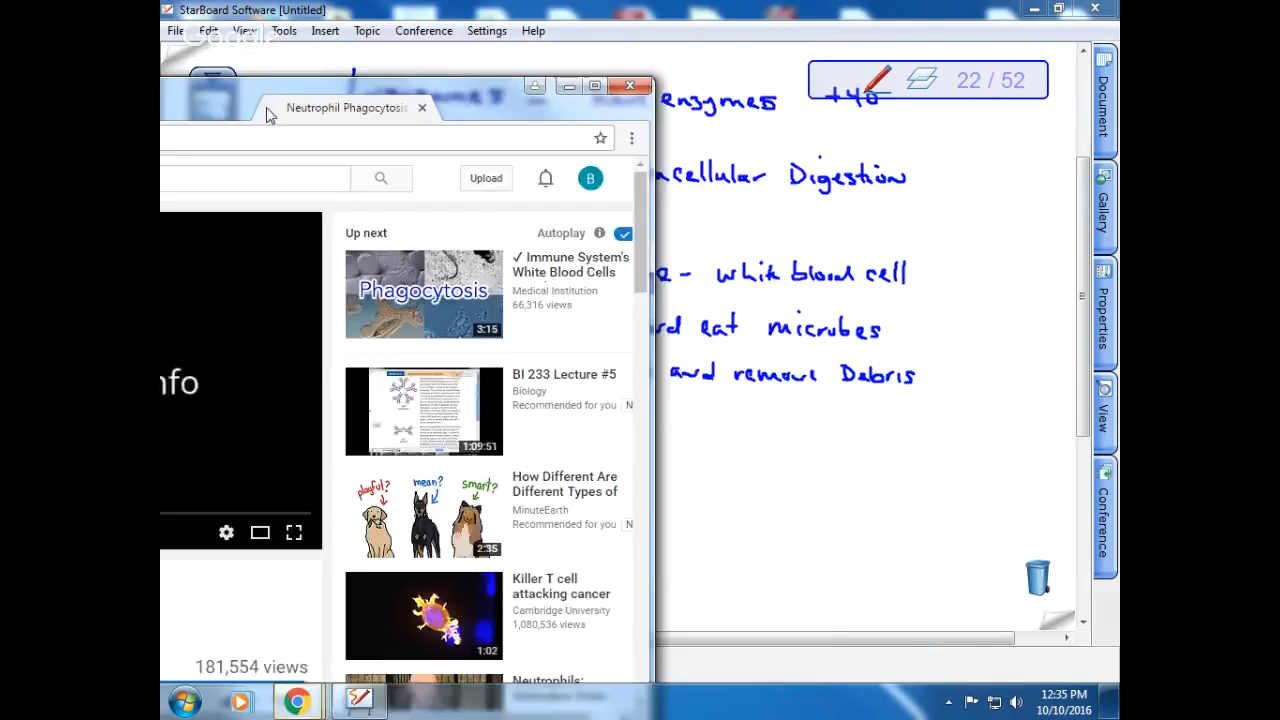 StarBoard Software [Untitled]
File Edit View Tools Insert Topic Conference Settings Help
Google
22 / 52
Neutrophil Phagocytosis
enzymes
Upload
B
acellular Digestion
Up next
Autoplay
✓ Immune System's
White Blood Cells
Medical Institution
66,316 views
Phagocytosis
3:15
- white blood cell
eat microbes
and remove Debris
BI 233 Lecture #5
Biology
Recommended for you N
1:09:51
nfo
How Different Are
Different Types of
MinuteEarth
Recommended for you N
playful? mean? smart?
2:35
Killer T cell
attacking cancer
Cambridge University
1,080,536 views
1:02
Neutrophils:
181,554 views
Document
Gallery
Properties
View
Conference
12:35 PM
10/10/2016